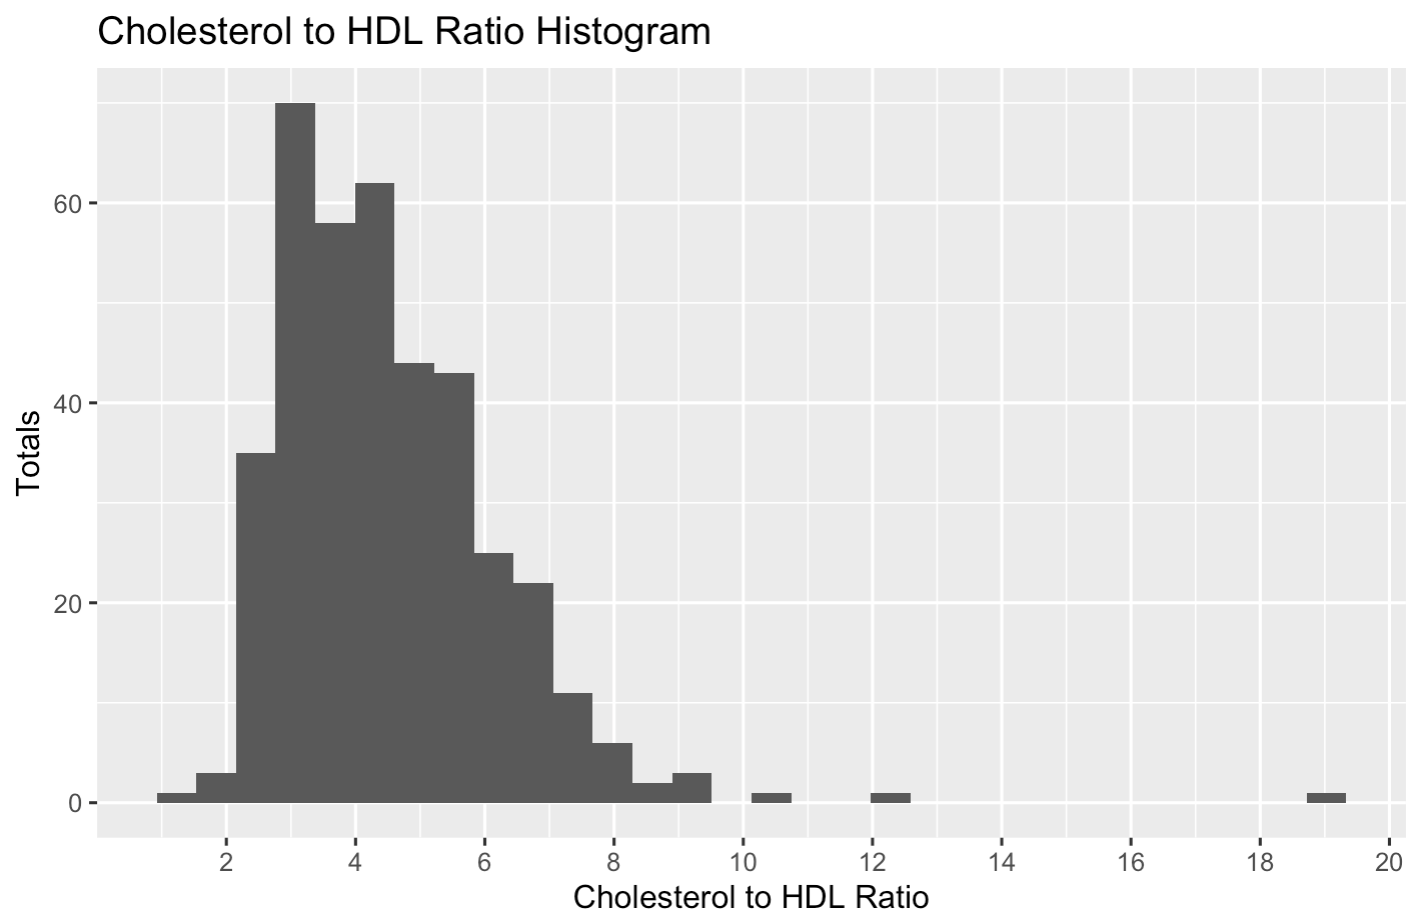 Cholesterol to HDL Ratio Histogram
60
40
20
0
Totals
2 4 6 8 10 12 14 16 18 20
Cholesterol to HDL Ratio